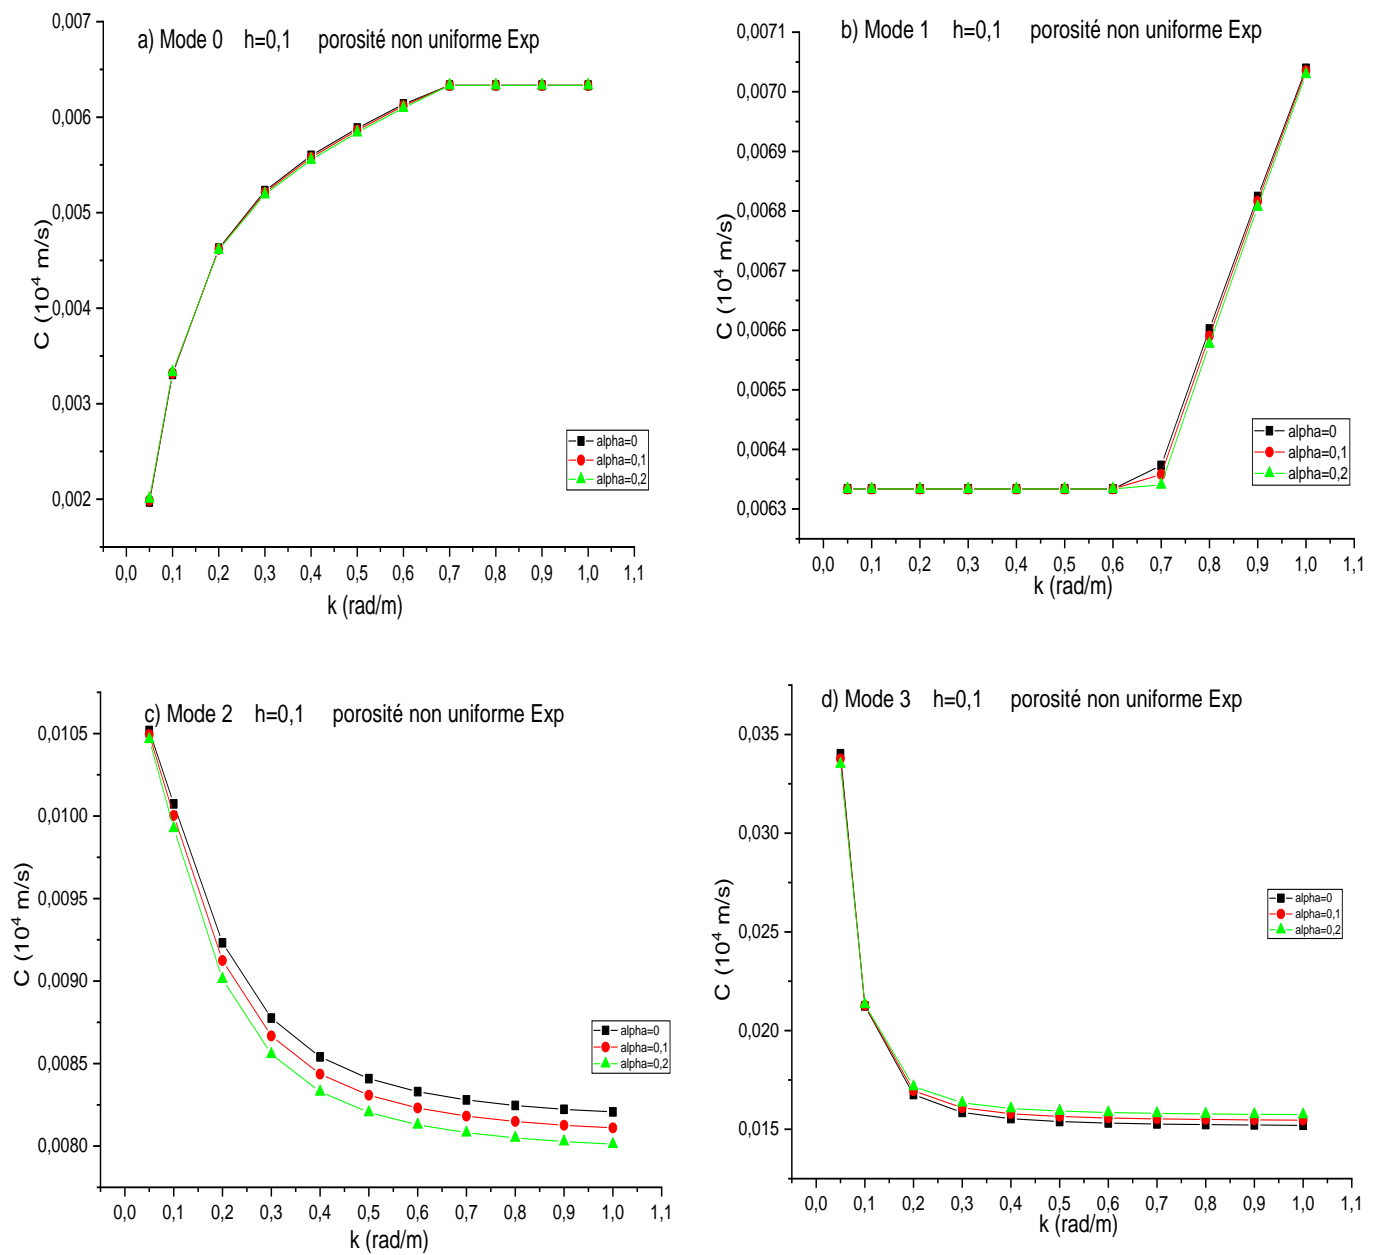 a) Mode 0 h=0,1 porosité non uniforme Exp
0,007
0,006
0,005
0,004
0,003
0,002
C (10⁴ m/s)
alpha=0
alpha=0,1
alpha=0,2
0,0 0,1 0,2 0,3 0,4 0,5 0,6 0,7 0,8 0,9 1,0 1,1
k (rad/m)
b) Mode 1 h=0,1 porosité non uniforme Exp
0,0071
0,0070
0,0069
0,0068
0,0067
0,0066
0,0065
0,0064
0,0063
C (10⁴ m/s)
alpha=0
alpha=0,1
alpha=0,2
0,0 0,1 0,2 0,3 0,4 0,5 0,6 0,7 0,8 0,9 1,0 1,1
k (rad/m)
c) Mode 2 h=0,1 porosité non uniforme Exp
0,0105
0,0100
0,0095
0,0090
0,0085
0,0080
C (10⁴ m/s)
alpha=0
alpha=0,1
alpha=0,2
0,0 0,1 0,2 0,3 0,4 0,5 0,6 0,7 0,8 0,9 1,0 1,1
k (rad/m)
d) Mode 3 h=0,1 porosité non uniforme Exp
0,035
0,030
0,025
0,020
0,015
C (10⁴ m/s)
alpha=0
alpha=0,1
alpha=0,2
0,0 0,1 0,2 0,3 0,4 0,5 0,6 0,7 0,8 0,9 1,0 1,1
k (rad/m)